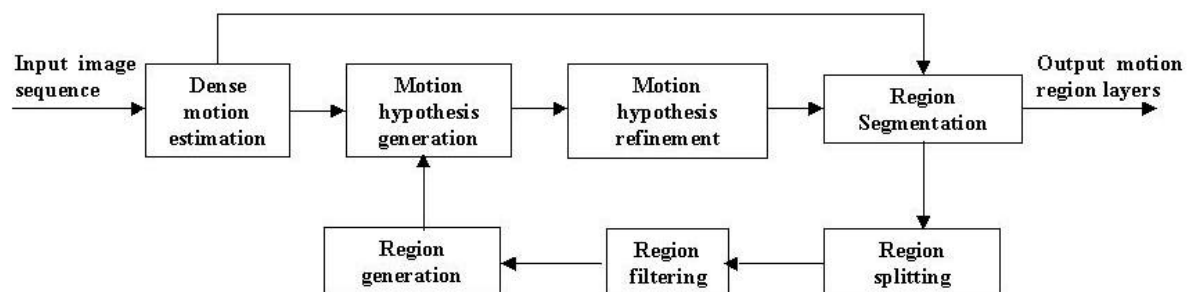 Input image
sequence
Dense
motion
estimation
Motion
hypothesis
generation
Motion
hypothesis
refinement
Region
Segmentation
Output motion
region layers
Region
generation
Region
filtering
Region
splitting